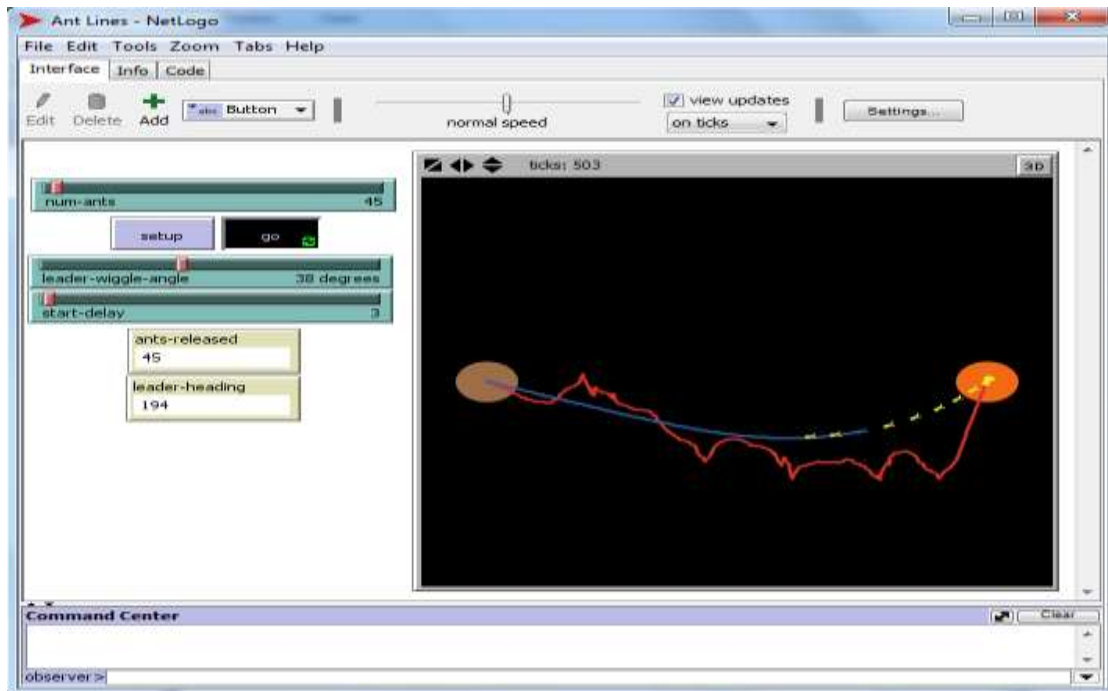 Ant Lines - NetLogo
File Edit Tools Zoom Tabs Help
Interface Info Code
Edit Delete Add abc Button normal speed view updates on ticks Settings...
ticks: 503 3D
num-ants 45
setup go
leader-wiggle-angle 38 degrees
start-delay 3
ants-released
45
leader-heading
194
Command Center Clear
observer>